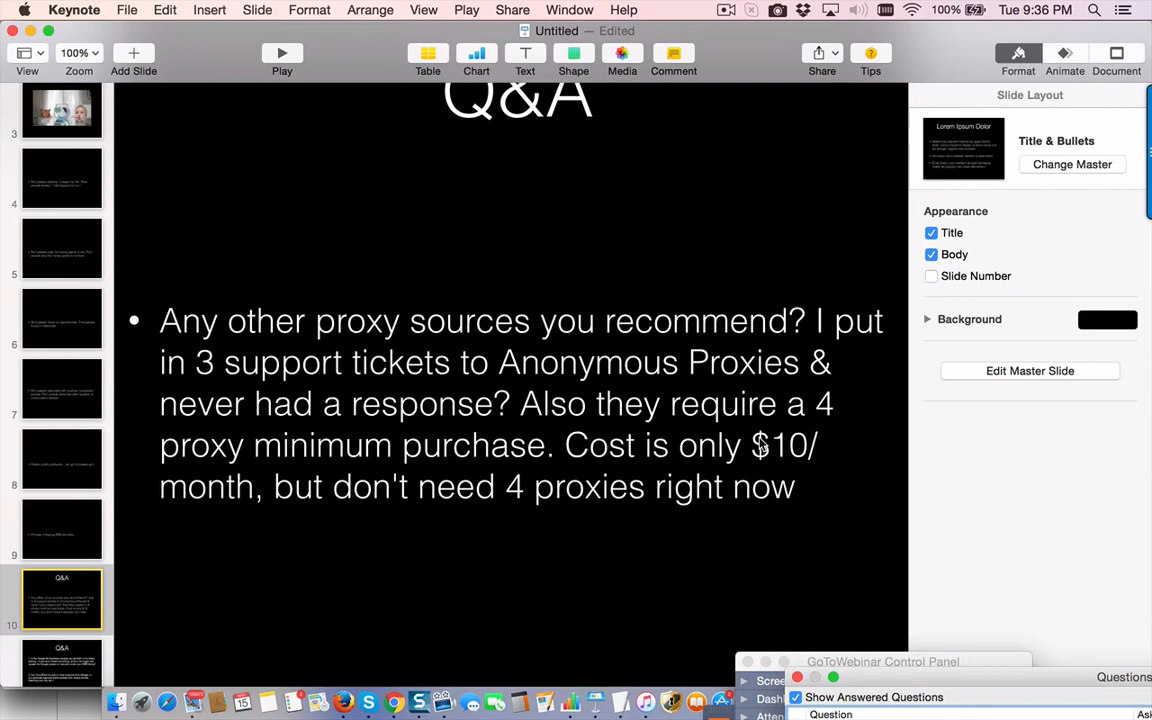 Keynote File Edit Insert Slide Format Arrange View Play Share Window Help 100% Tue 9:36 PM
Untitled — Edited
100%
View Zoom Add Slide Play Table Chart Text Shape Media Comment Share Tips Format Animate Document
Slide Layout
Lorem Ipsum Dolor
Title & Bullets
Change Master
Appearance
Title
Body
Slide Number
Background
Edit Master Slide
3
4
5
6
7
8
9
Q&A
10
Q&A
Q&A
• Any other proxy sources you recommend? I put
in 3 support tickets to Anonymous Proxies &
never had a response? Also they require a 4
proxy minimum purchase. Cost is only $10/
month, but don't need 4 proxies right now
GoToWebinar Control Panel
Questions
Show Answered Questions
Question